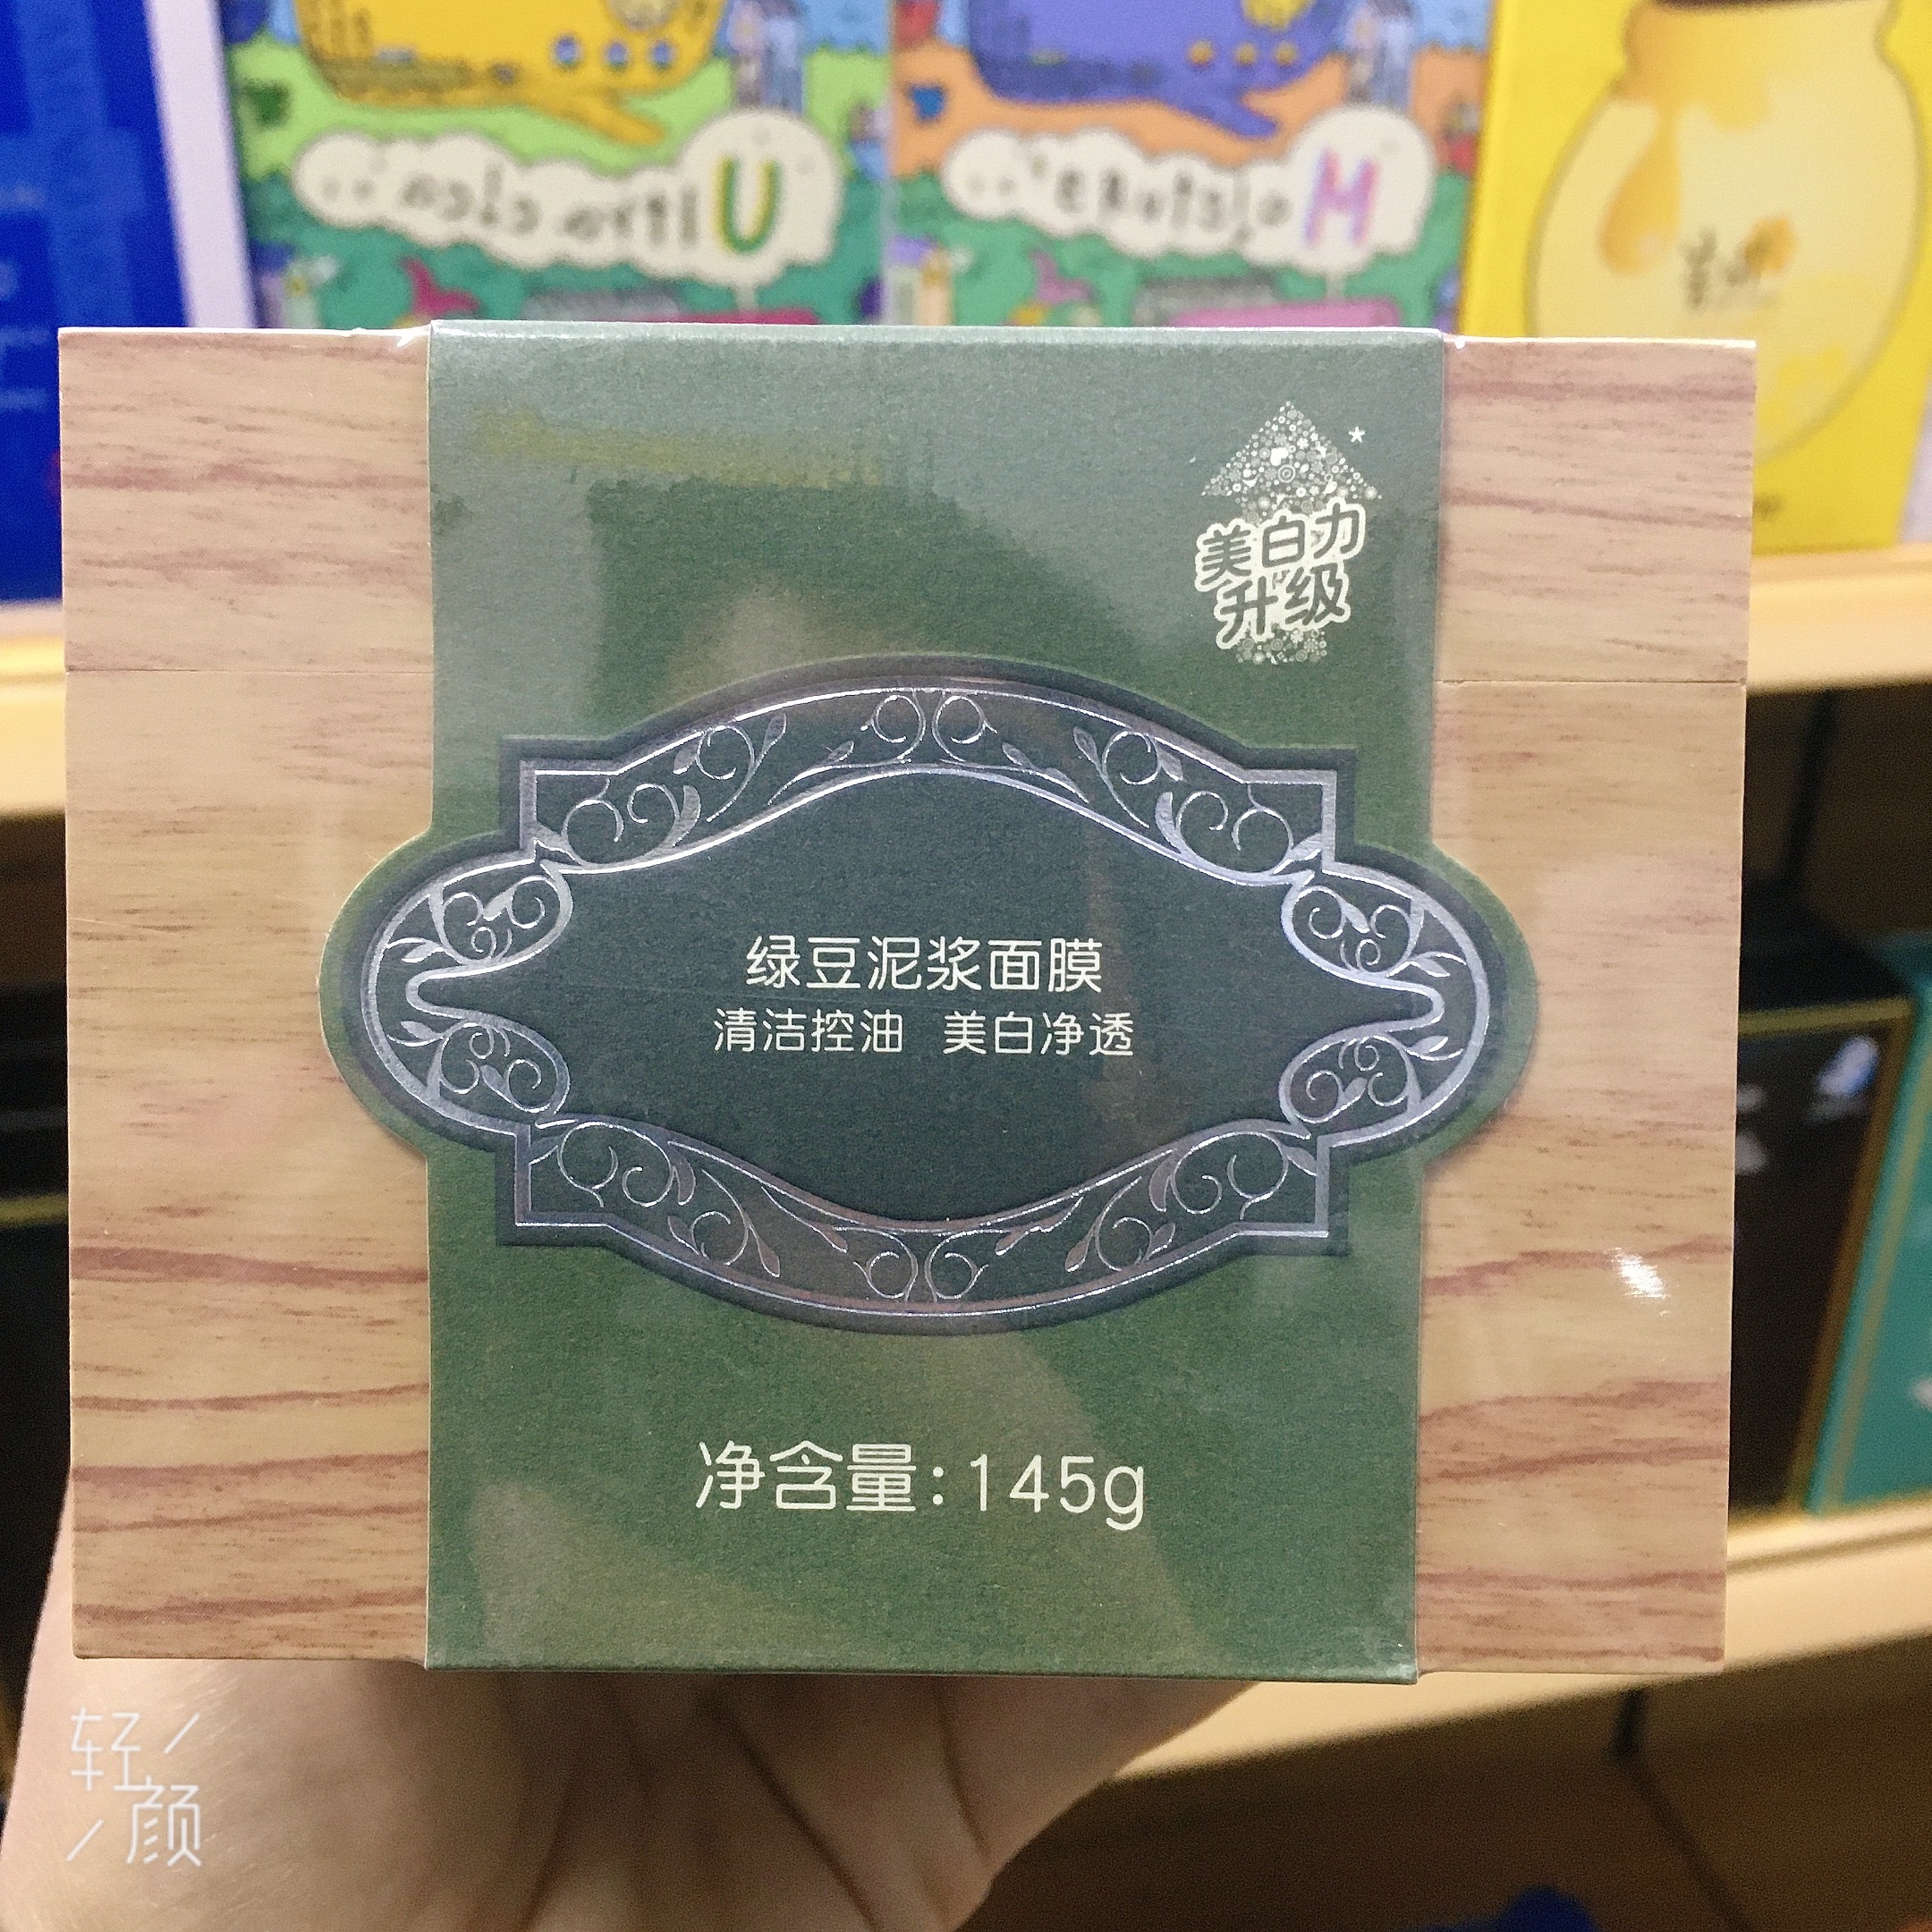 美白力
升级
绿豆泥浆面膜
清洁控油 美白净透
净含量:145g
轻
颜